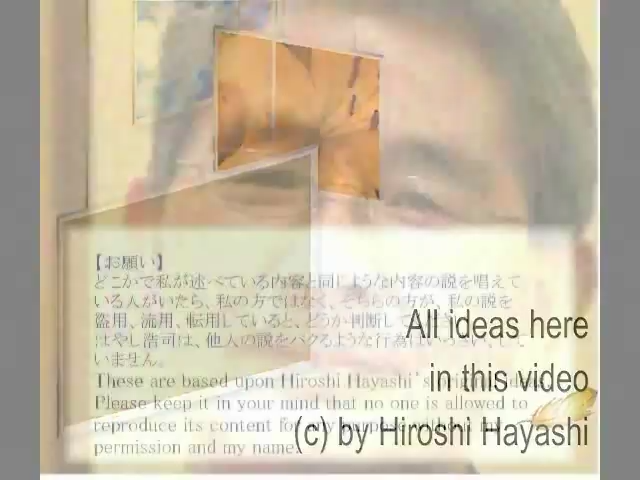 【お願い】
どこかで私が述べている内容と同じような内容の説を唱えて
いる人がいたら、私の方ではなく、そちらの方が、私の説を
盗用、流用、転用していると、どうか判断して
はやし浩司は、他人の説をパクるような行為は
いません。
These are based upon Hiroshi Hayashi's original ideas.
Please keep it in your mind that no one is allowed to
reproduce its content for any purpose without my
permission and my name.
All ideas here
in this video
(c) by Hiroshi Hayashi